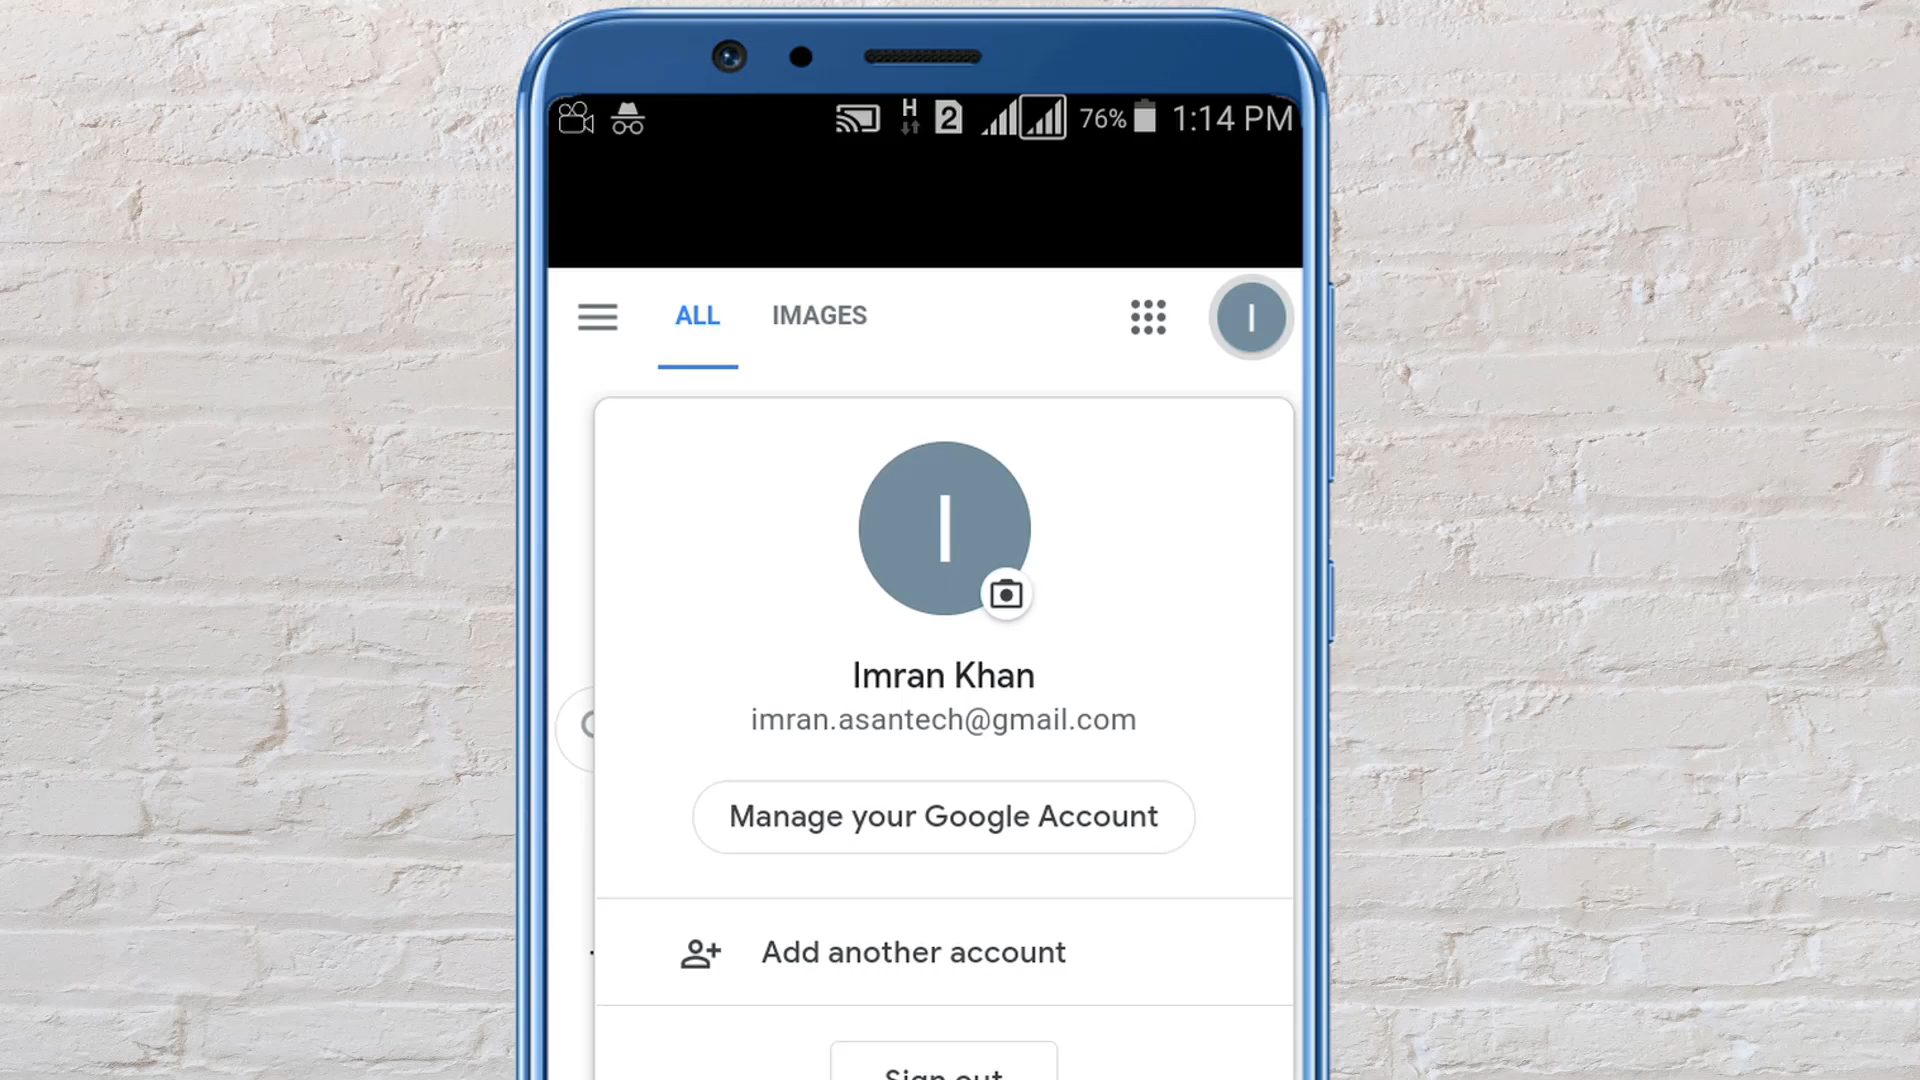 H 2 76% 1:14 PM
ALL IMAGES I
I
Imran Khan
imran.asantech@gmail.com
Manage your Google Account
Add another account
Sign out